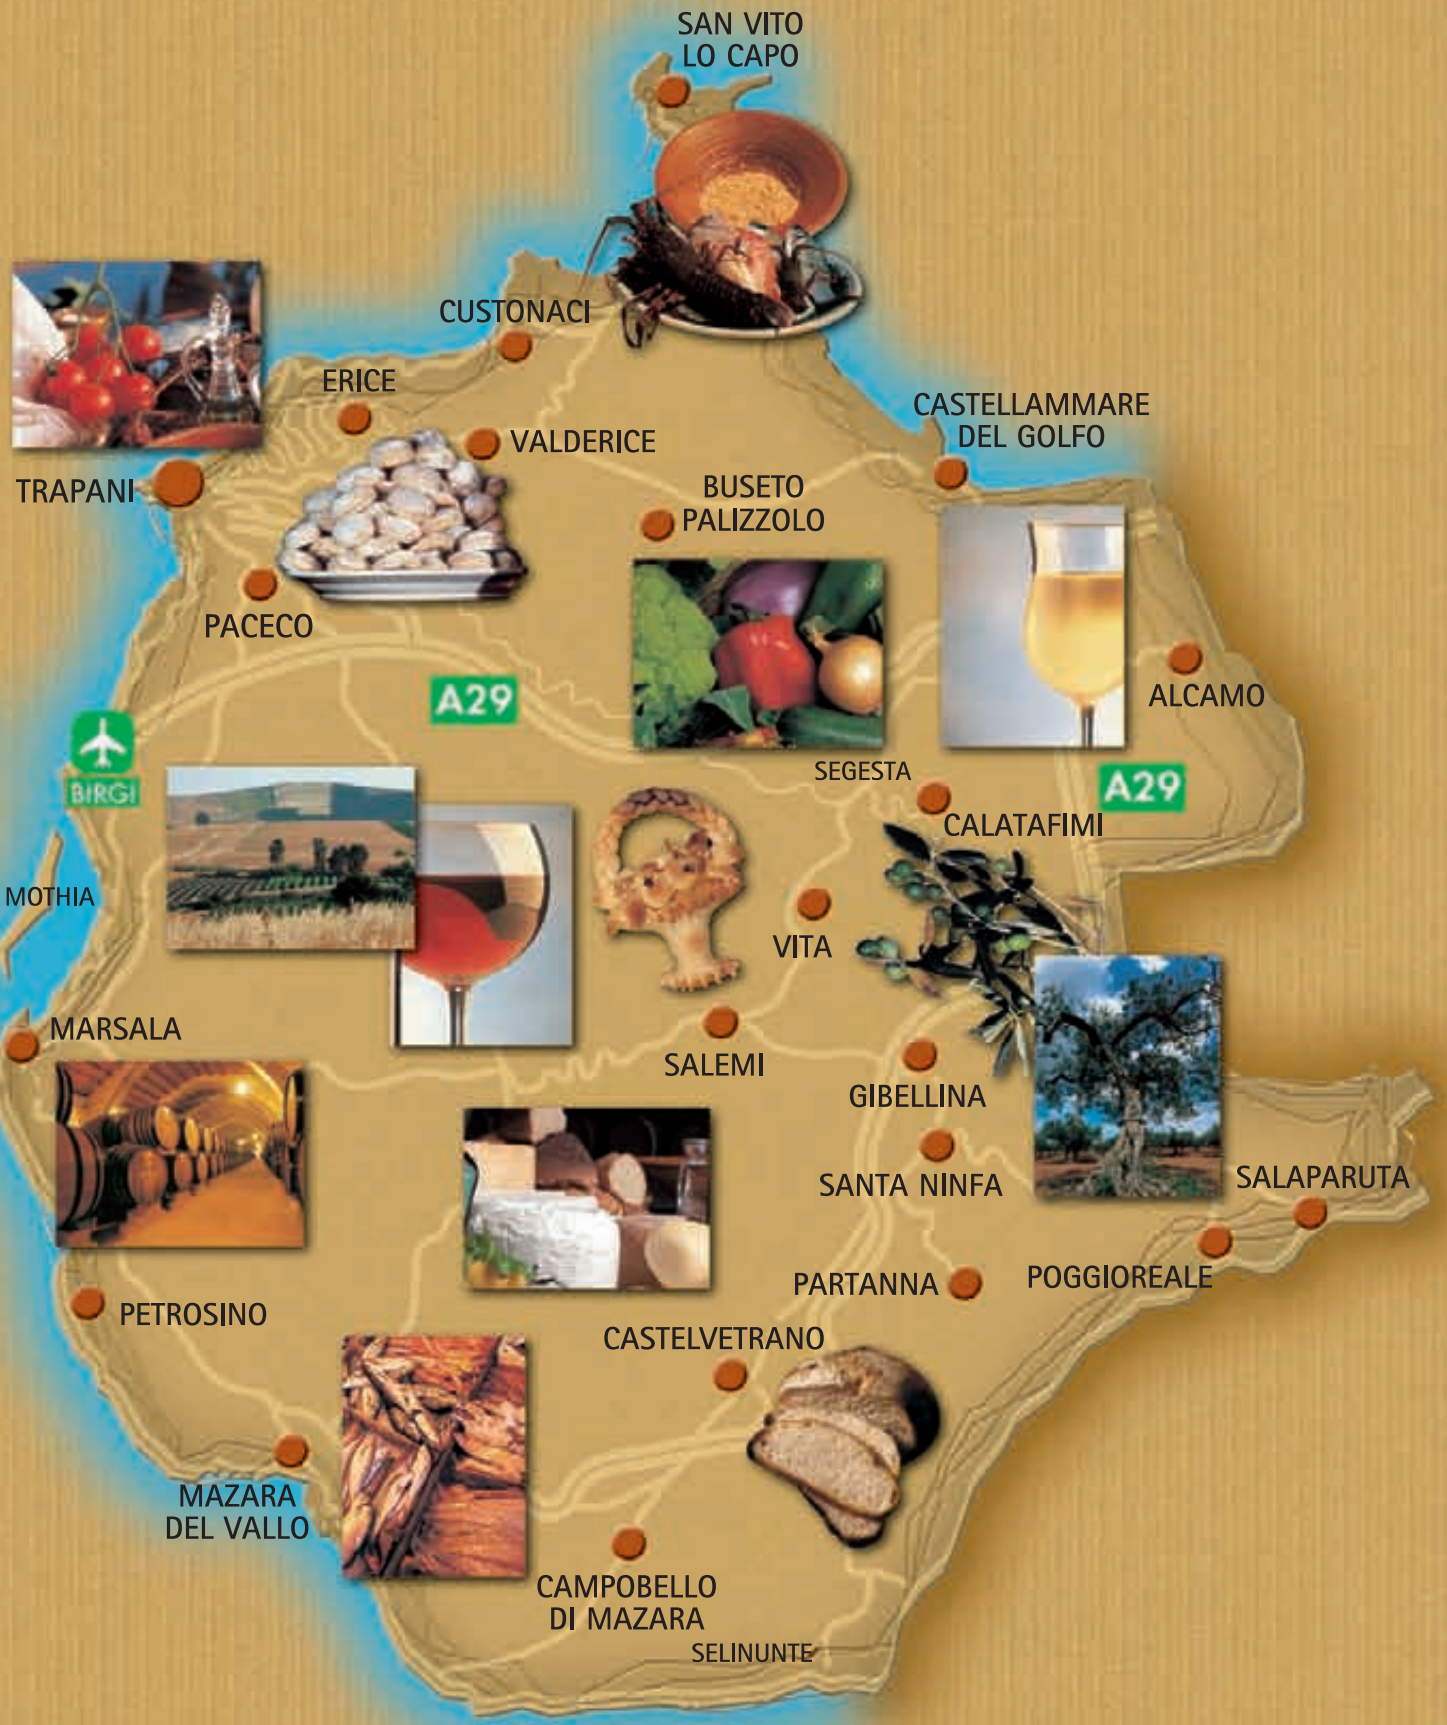 SAN VITO
LO CAPO
CUSTONACI
ERICE
CASTELLAMMARE
DEL GOLFO
VALDERICE
TRAPANI
BUSETO
PALIZZOLO
PACECO
A29
ALCAMO
SEGESTA
A29
BIRGI
CALATAFIMI
MOTHIA
VITA
MARSALA
SALEMI
GIBELLINA
SANTA NINFA
SALAPARUTA
POGGIOREALE
PARTANNA
PETROSINO
CASTELVETRANO
MAZARA
DEL VALLO
CAMPOBELLO
DI MAZARA
SELINUNTE